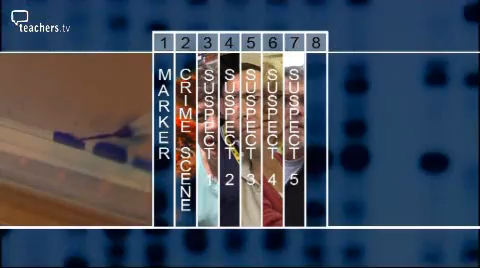 teachers.tv
1 2 3 4 5 6 7 8
MARKER
CRIME SCENE
SUSPECT 1
SUSPECT 2
SUSPECT 3
SUSPECT 4
SUSPECT 5